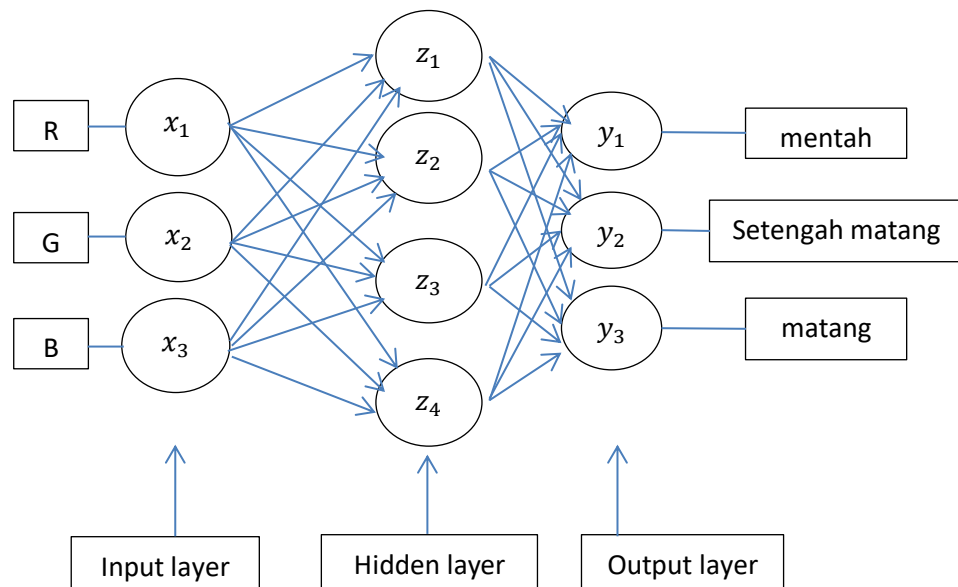 R
G
B
x₁
x₂
x₃
z₁
z₂
z₃
z₄
y₁
y₂
y₃
mentah
Setengah matang
matang
Input layer
Hidden layer
Output layer